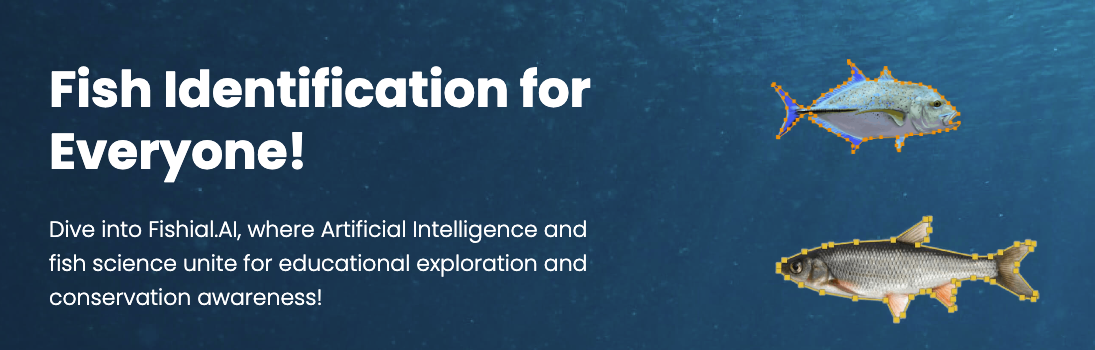 Fish Identification for
Everyone!
Dive into Fishial.AI, where Artificial Intelligence and
fish science unite for educational exploration and
conservation awareness!